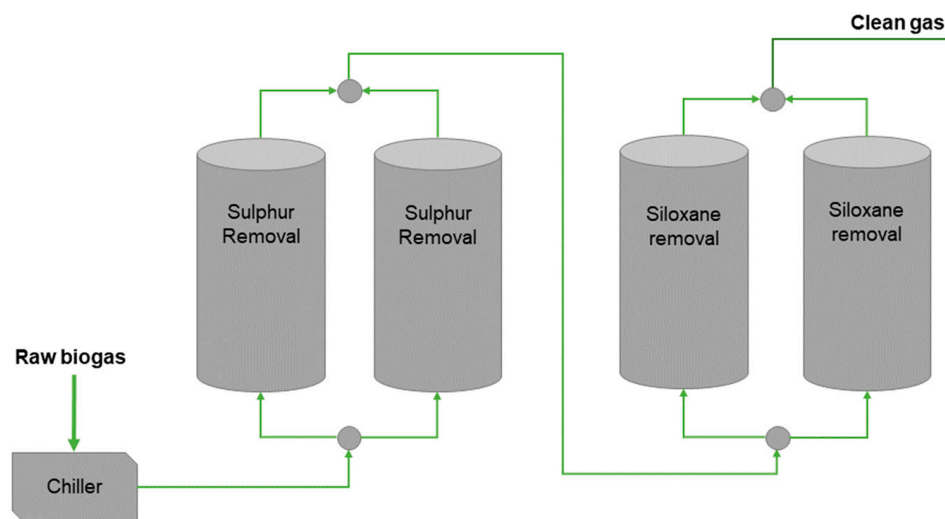 Clean gas
Sulphur
Removal
Sulphur
Removal
Siloxane
removal
Siloxane
removal
Raw biogas
Chiller